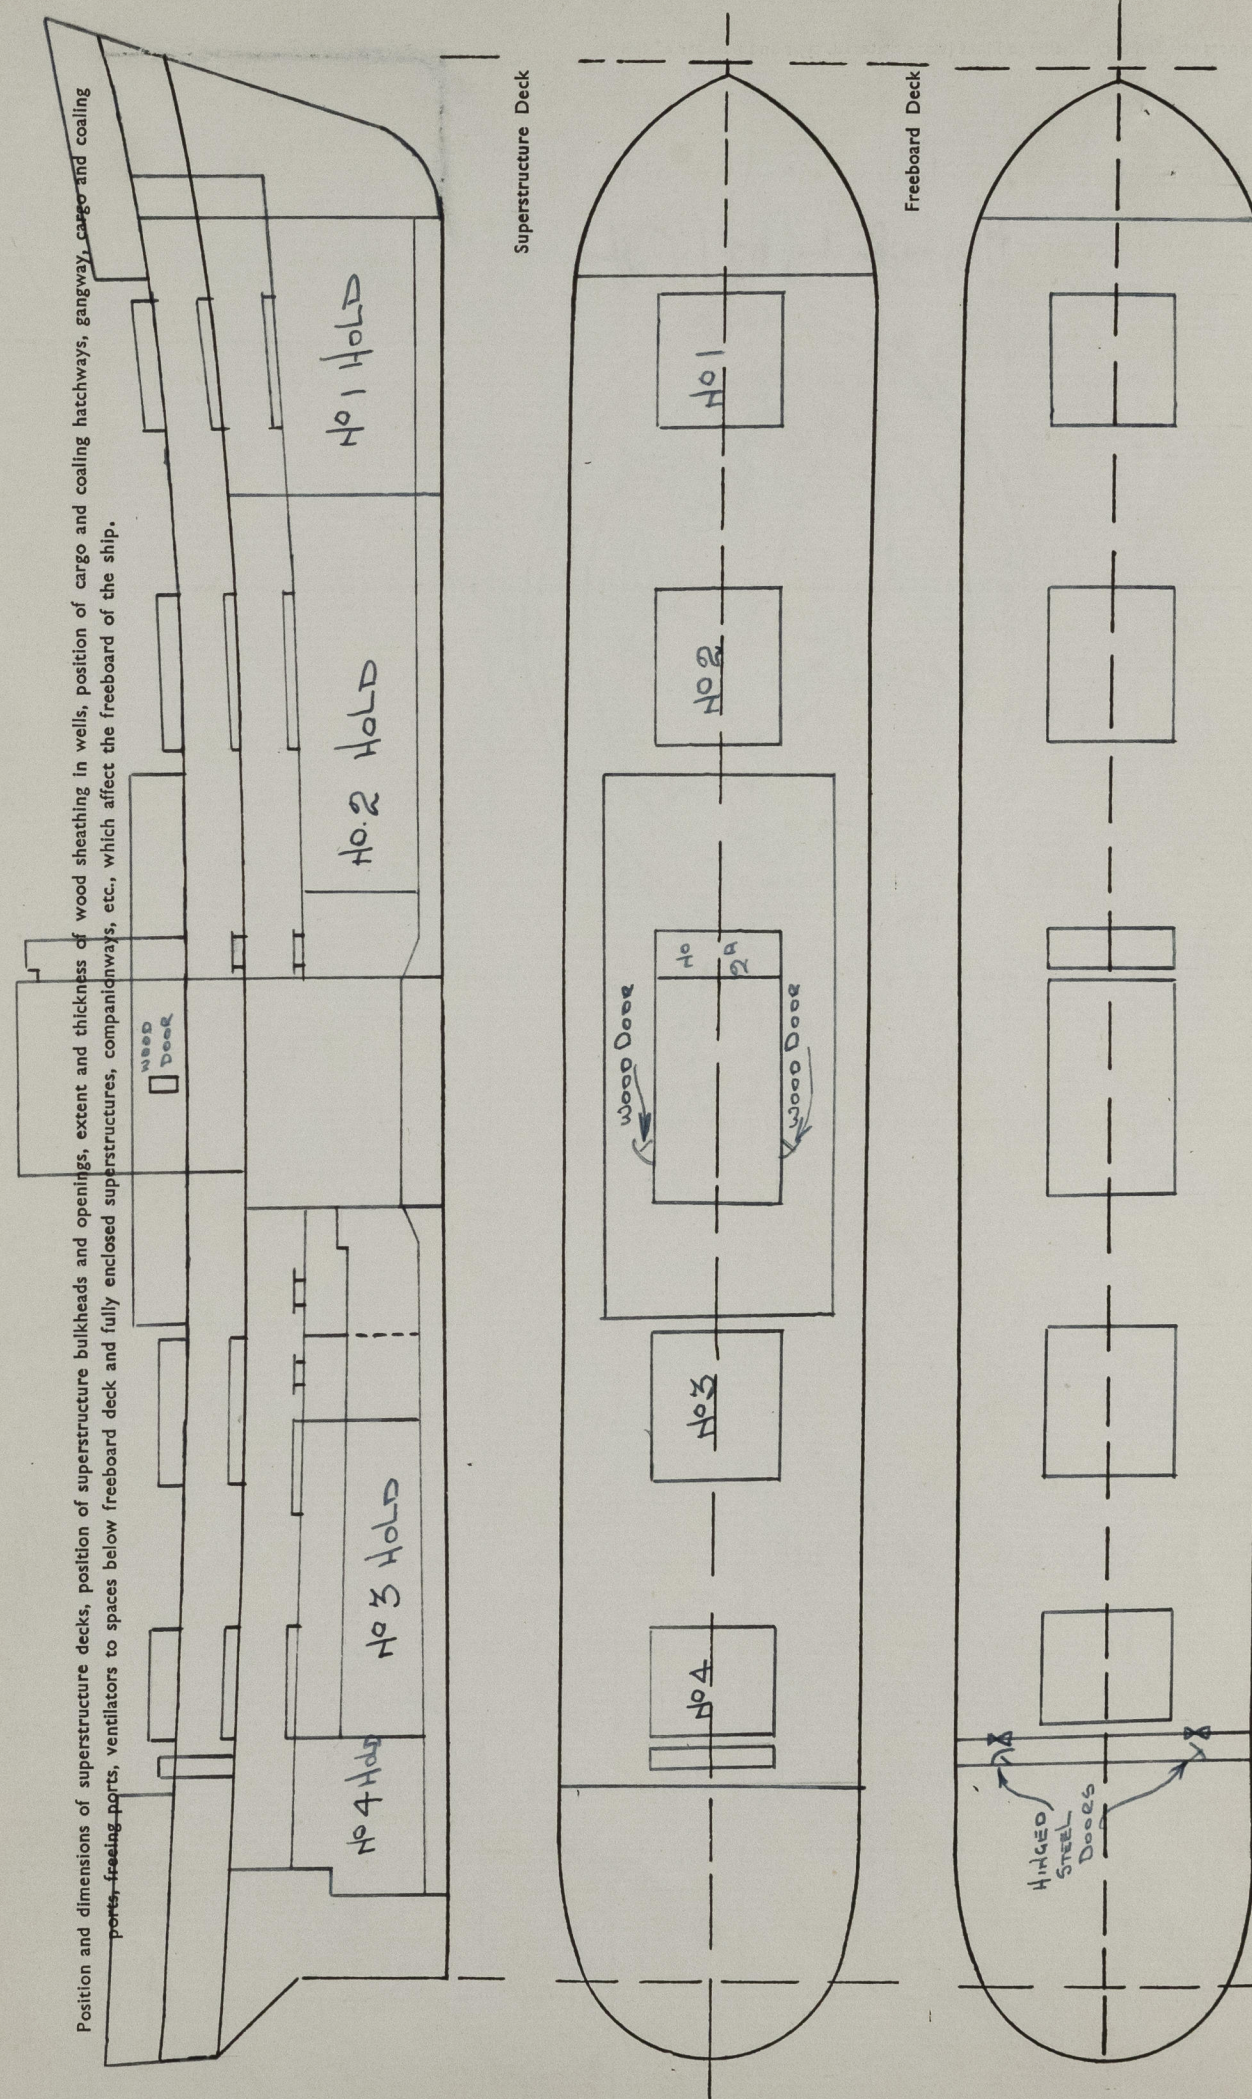 Position and dimensions of superstructure decks, position of superstructure bulkheads and openings, extent and thickness of wood sheathing in wells, position of cargo and coaling hatchways, gangway, cargo and coaling
ports, freeing ports, ventilators to spaces below freeboard deck and fully enclosed superstructures, companionways, etc., which affect the freeboard of the ship.
WOOD
DOOR
No 4 Hold
No 3 HOLD
No. 2 HOLD
No 1 HOLD
Superstructure Deck
No 4
No 3
WOOD DOOR
WOOD DOOR
No
2A
No 2
No 1
Freeboard Deck
HINGED
STEEL
DOORS